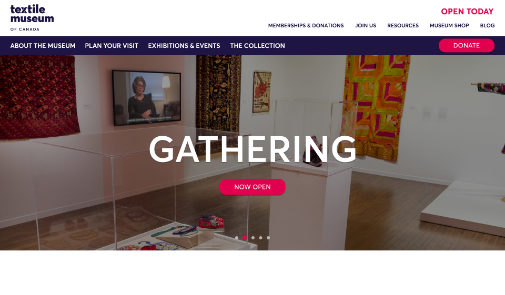 textile
museum
OF CANADA
OPEN TODAY
MEMBERSHIPS & DONATIONS JOIN US RESOURCES MUSEUM SHOP BLOG
ABOUT THE MUSEUM PLAN YOUR VISIT EXHIBITIONS & EVENTS THE COLLECTION DONATE
GATHERING
NOW OPEN